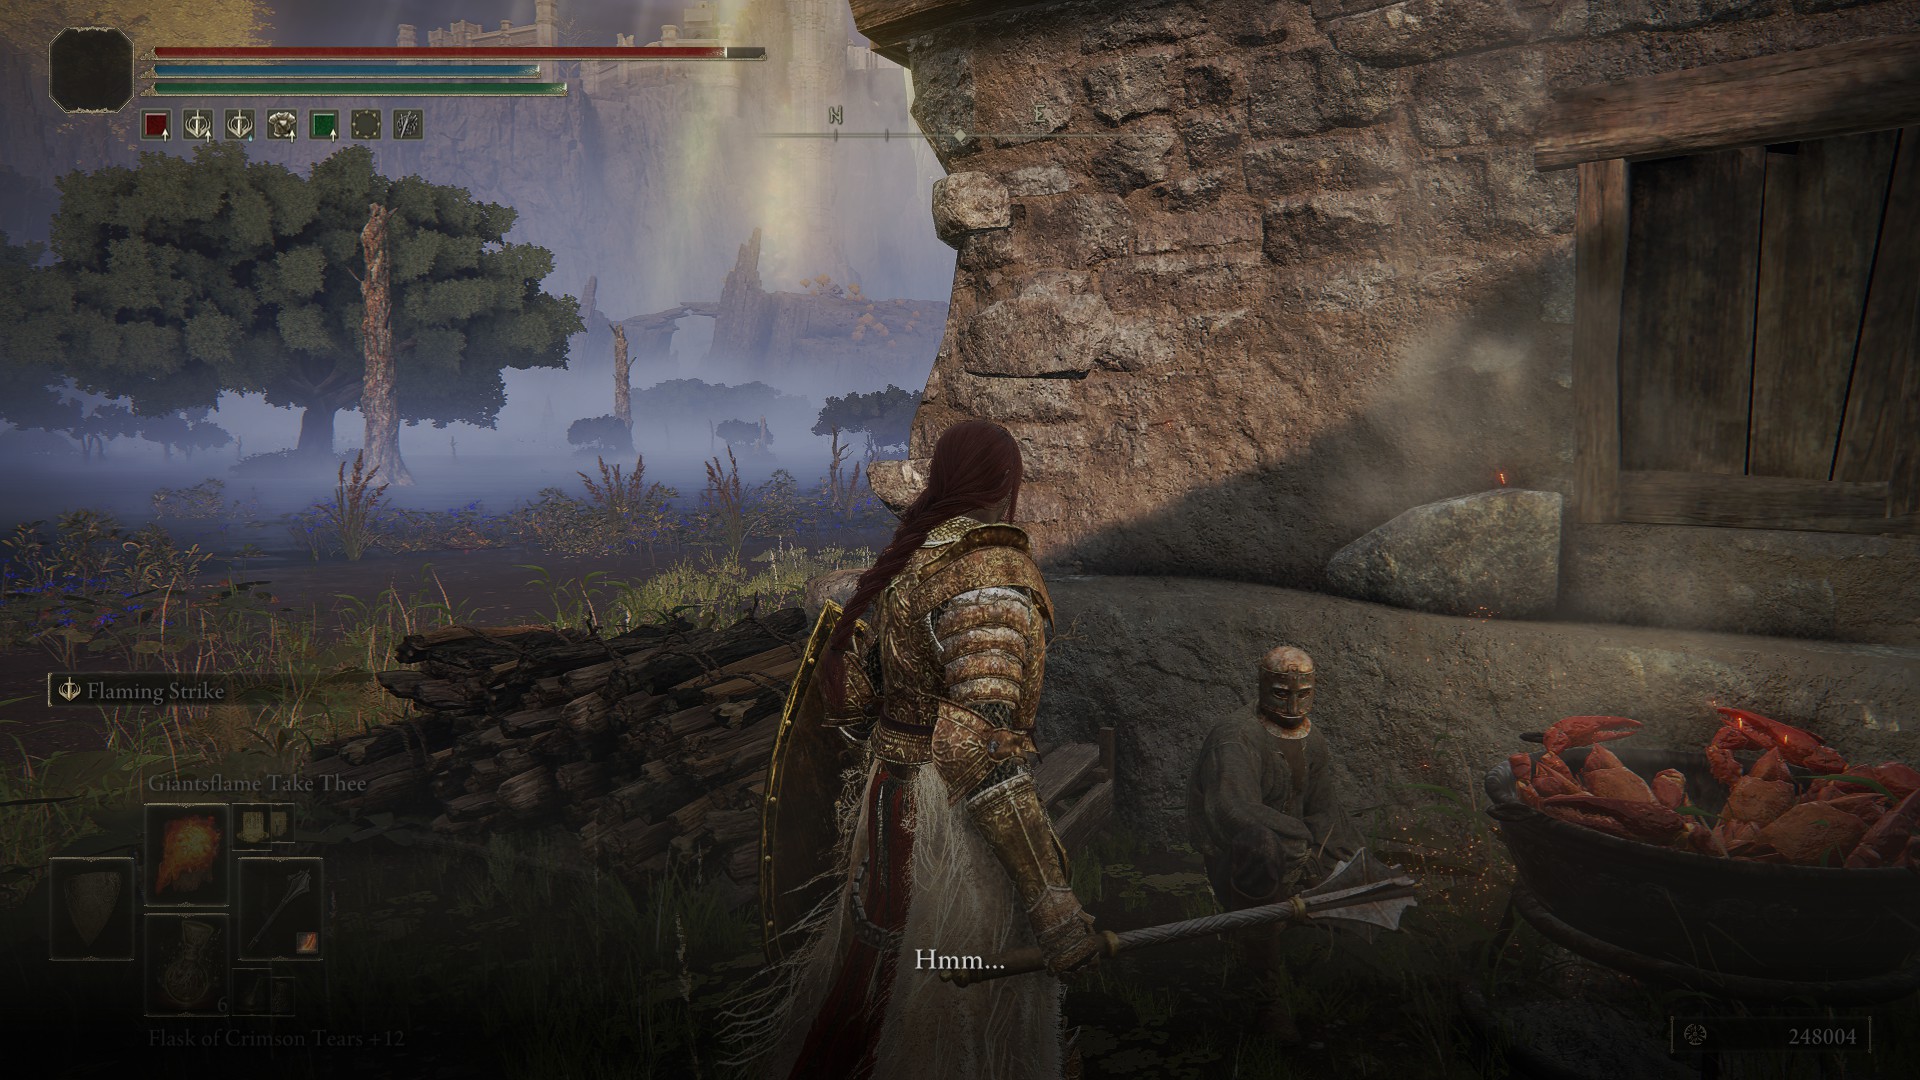 N
E
Flaming Strike
Giantsflame Take Thee
6
Flask of Crimson Tears +12
Hmm...
248004